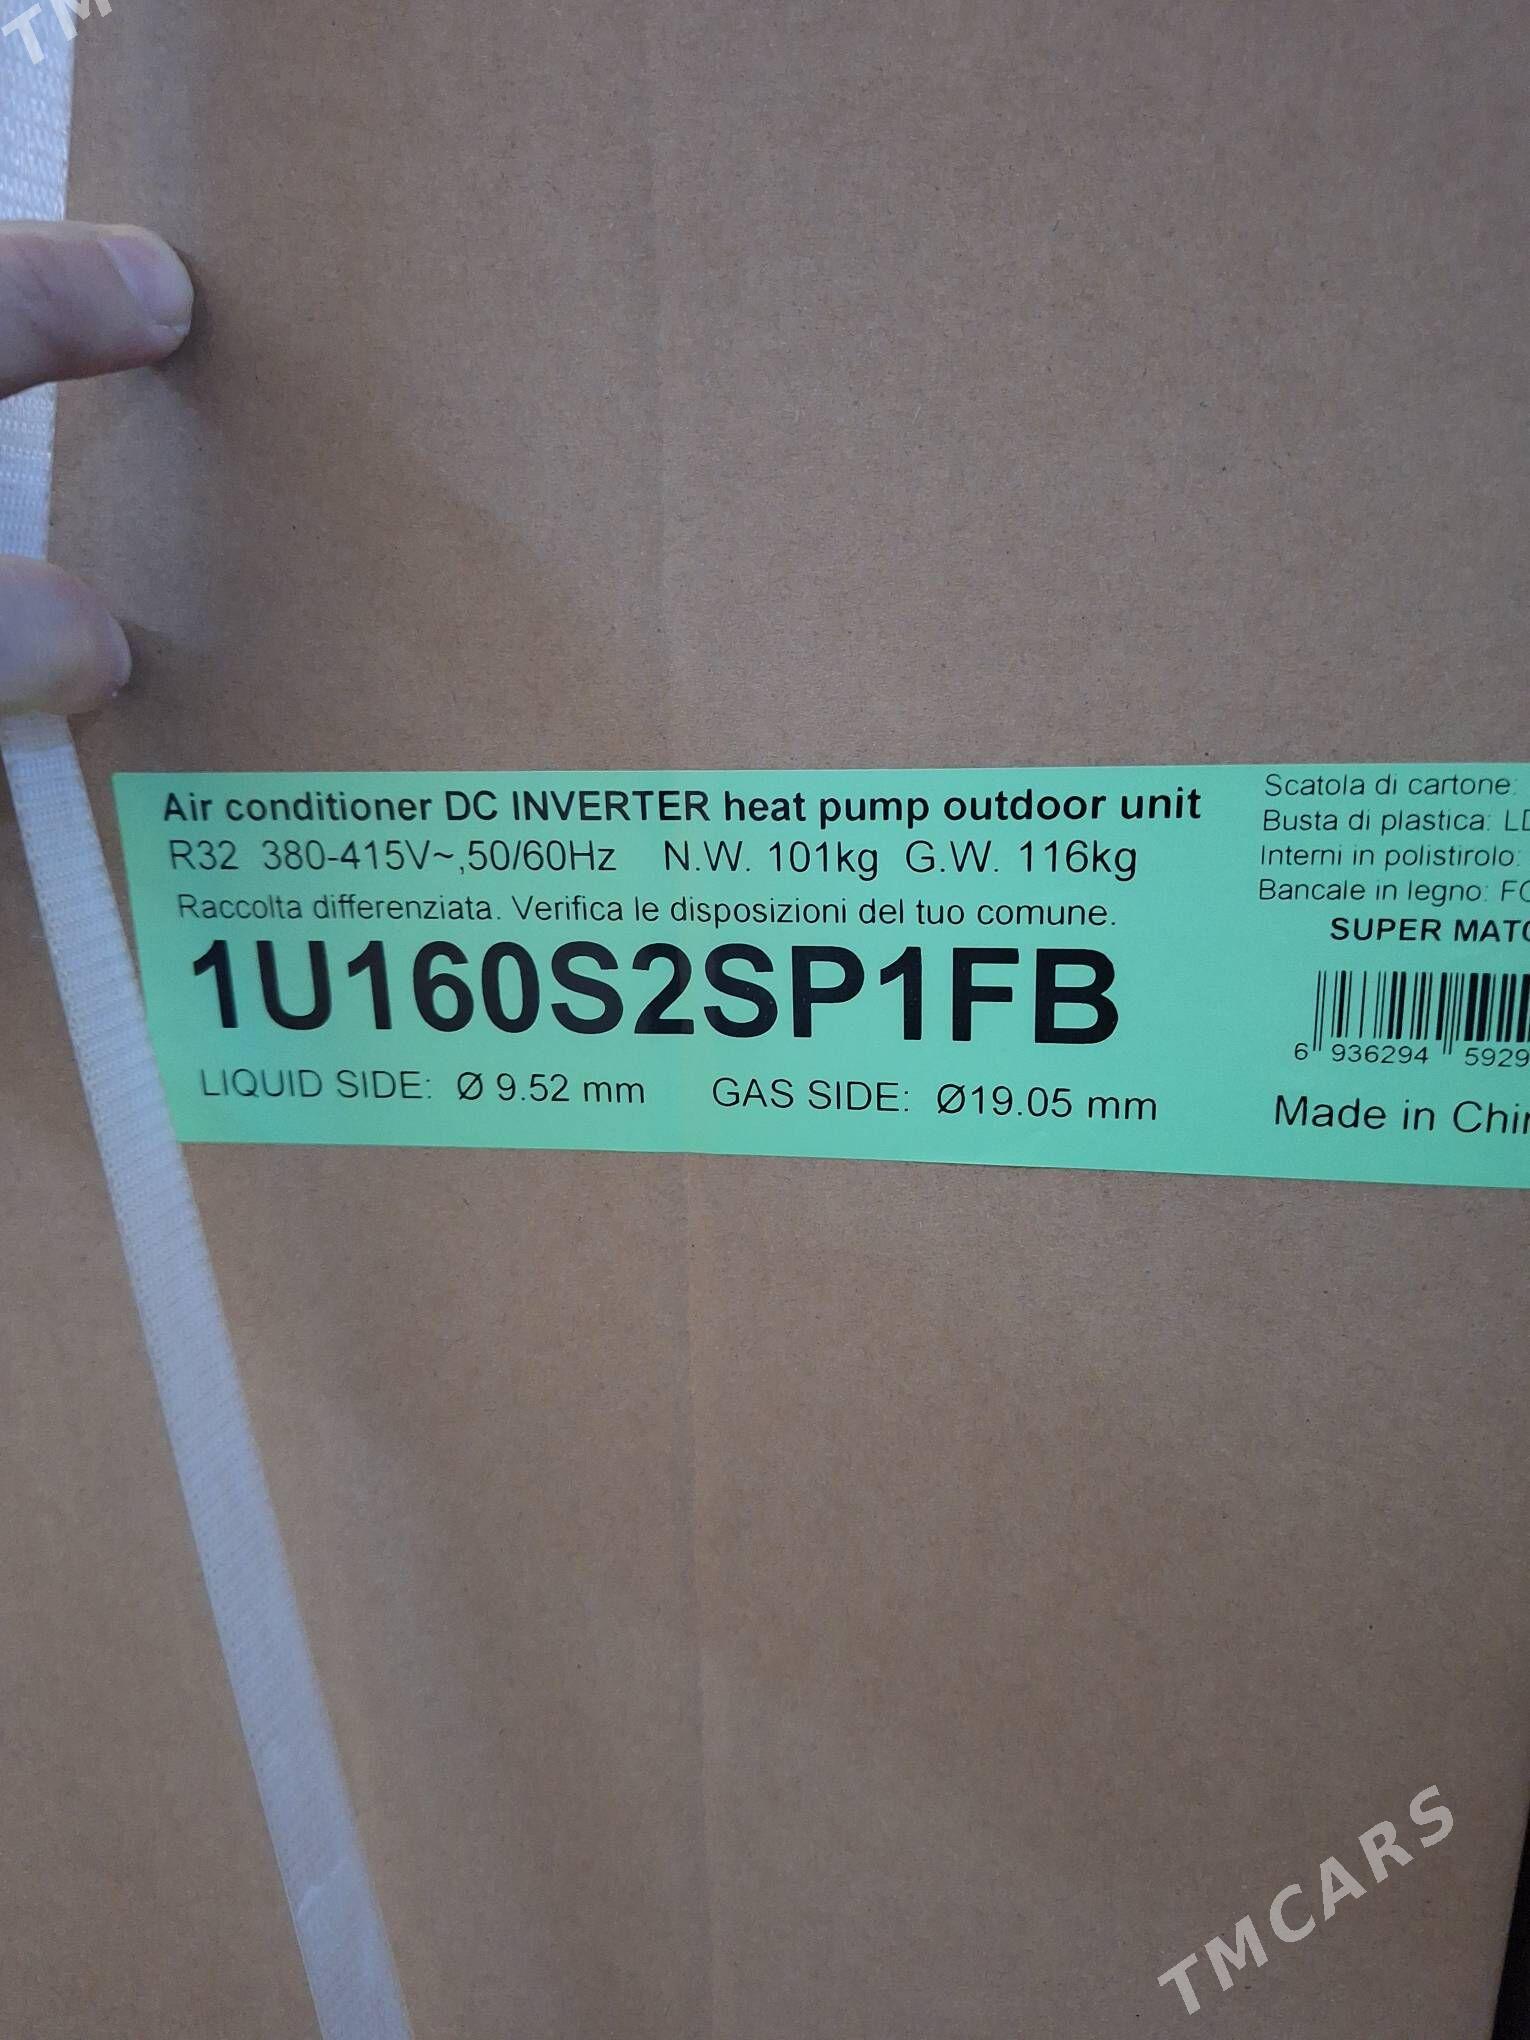 TM
Air conditioner DC INVERTER heat pump outdoor unit
R32 380-415V~,50/60Hz N.W. 101kg G.W. 116kg
Raccolta differenziata. Verifica le disposizioni del tuo comune.
1U160S2SP1FB
LIQUID SIDE: Ø 9.52 mm GAS SIDE: Ø19.05 mm
Scatola di cartone:
Busta di plastica:
Interni in polistirolo:
Bancale in legno:
SUPER
6 936294 5929
Made in
TMCARS